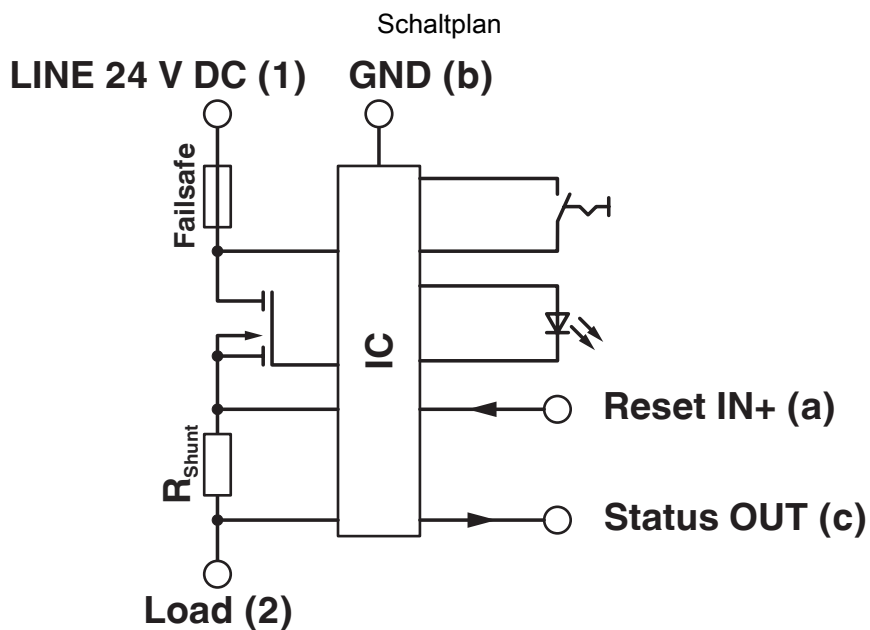 Schaltplan
LINE 24 V DC (1)
GND (b)
Failsafe
IC
Reset IN+ (a)
RShunt
Status OUT (c)
Load (2)